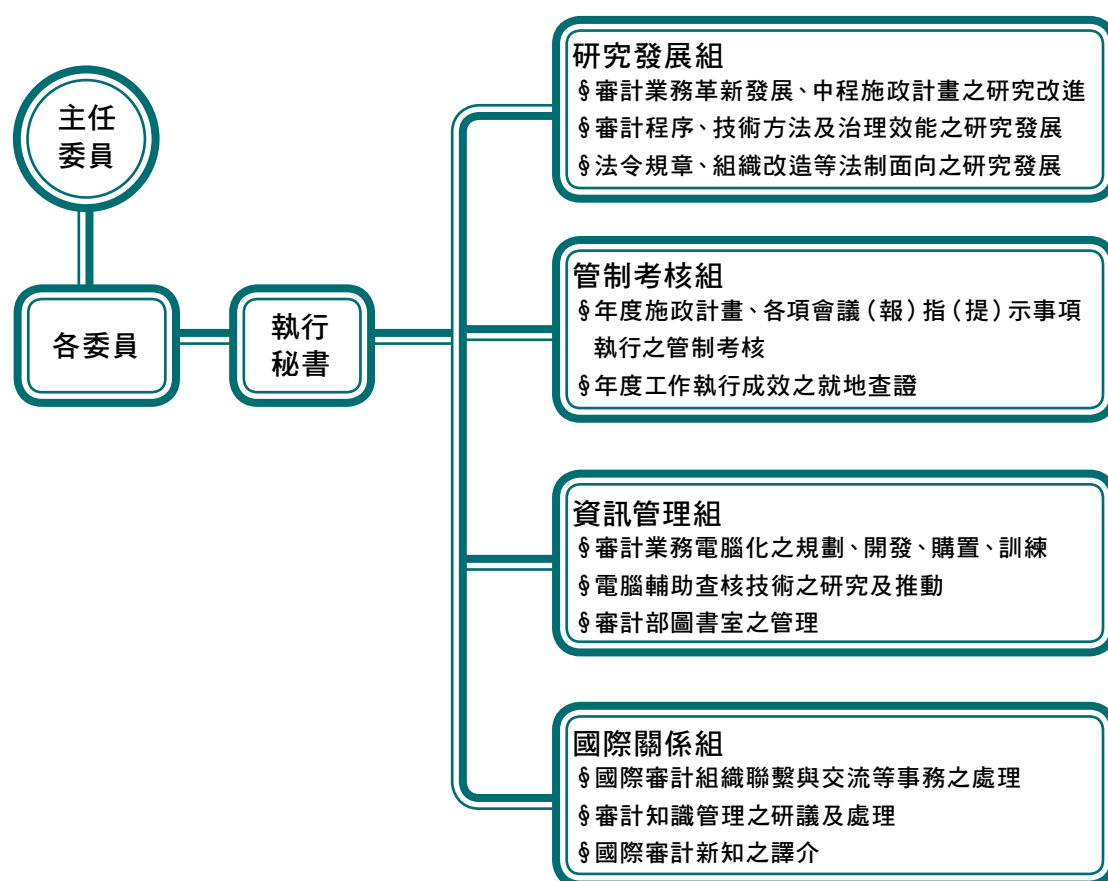 主任
委員
各委員
執行
秘書
研究發展組
§審計業務革新發展、中程施政計畫之研究改進
§審計程序、技術方法及治理效能之研究發展
§法令規章、組織改造等法制面向之研究發展
管制考核組
§年度施政計畫、各項會議（報）指（提）示事項
執行之管制考核
§年度工作執行成效之就地查證
資訊管理組
§審計業務電腦化之規劃、開發、購置、訓練
§電腦輔助查核技術之研究及推動
§審計部圖書室之管理
國際關係組
§國際審計組織聯繫與交流等事務之處理
§審計知識管理之研議及處理
§國際審計新知之譯介